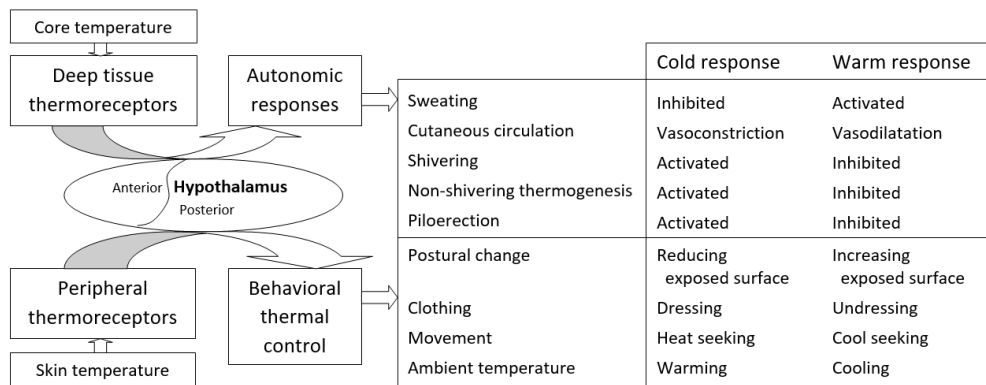 Core temperature
Deep tissue
thermoreceptors
Autonomic
responses
Anterior
Hypothalamus
Posterior
Peripheral
thermoreceptors
Skin temperature
Behavioral
thermal
control
Cold response Warm response
Sweating Inhibited Activated
Cutaneous circulation Vasoconstriction Vasodilatation
Shivering Activated Inhibited
Non-shivering thermogenesis Activated Inhibited
Piloerection Activated Inhibited
Postural change Reducing Increasing
exposed surface exposed surface
Clothing Dressing Undressing
Movement Heat seeking Cool seeking
Ambient temperature Warming Cooling